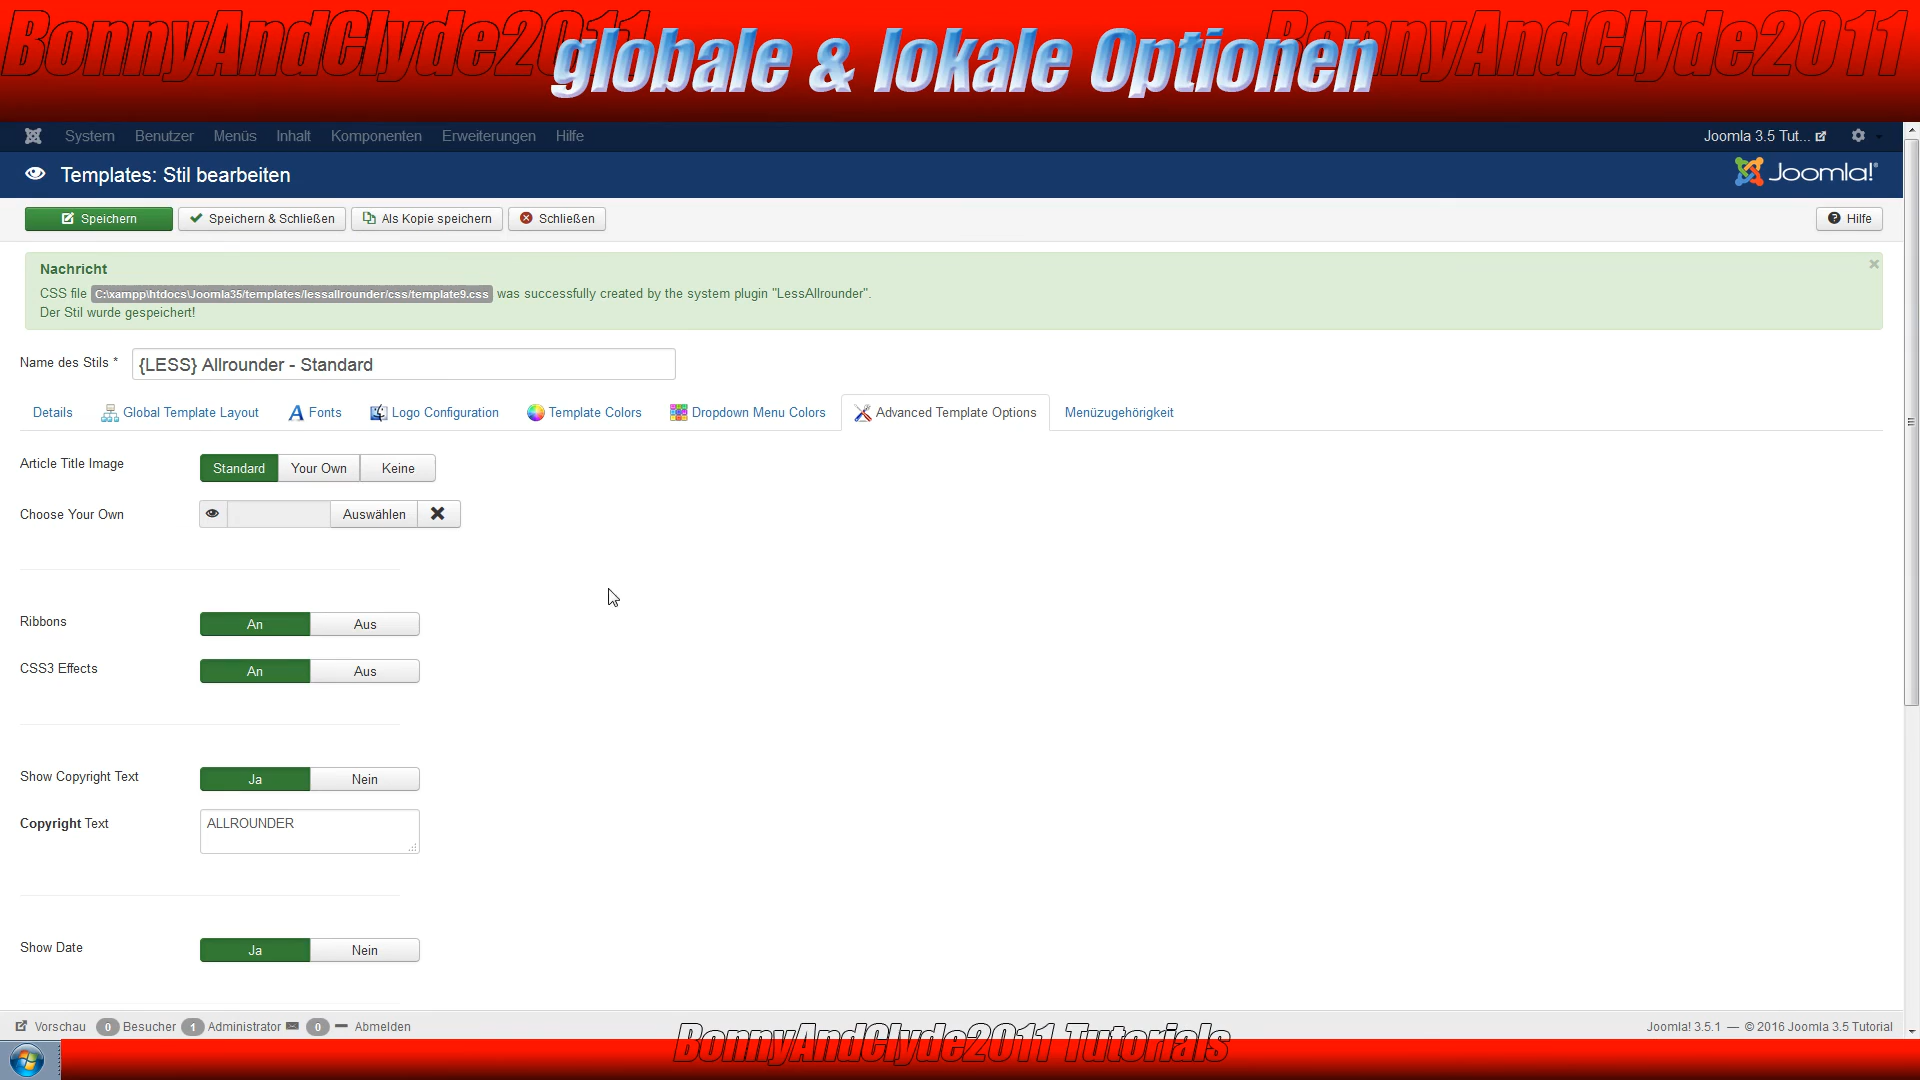 BonnyAndClyde2011 globale & lokale Optionen BonnyAndClyde2011
System Benutzer Menüs Inhalt Komponenten Erweiterungen Hilfe Joomla 3.5 Tut...
Templates: Stil bearbeiten Joomla!®
Speichern Speichern & Schließen Als Kopie speichern Schließen Hilfe
Nachricht
CSS file C:\xampp\htdocs\Joomla35/templates/lessallrounder/css/template9.css was successfully created by the system plugin "LessAllrounder".
Der Stil wurde gespeichert!
Name des Stils * {LESS} Allrounder - Standard
Details Global Template Layout Fonts Logo Configuration Template Colors Dropdown Menu Colors Advanced Template Options Menüzugehörigkeit
Article Title Image Standard Your Own Keine
Choose Your Own Auswählen
Ribbons An Aus
CSS3 Effects An Aus
Show Copyright Text Ja Nein
Copyright Text ALLROUNDER
Show Date Ja Nein
Vorschau 0 Besucher 1 Administrator 0 Abmelden Joomla! 3.5.1 — © 2016 Joomla 3.5 Tutorial
BonnyAndClyde2011 Tutorials